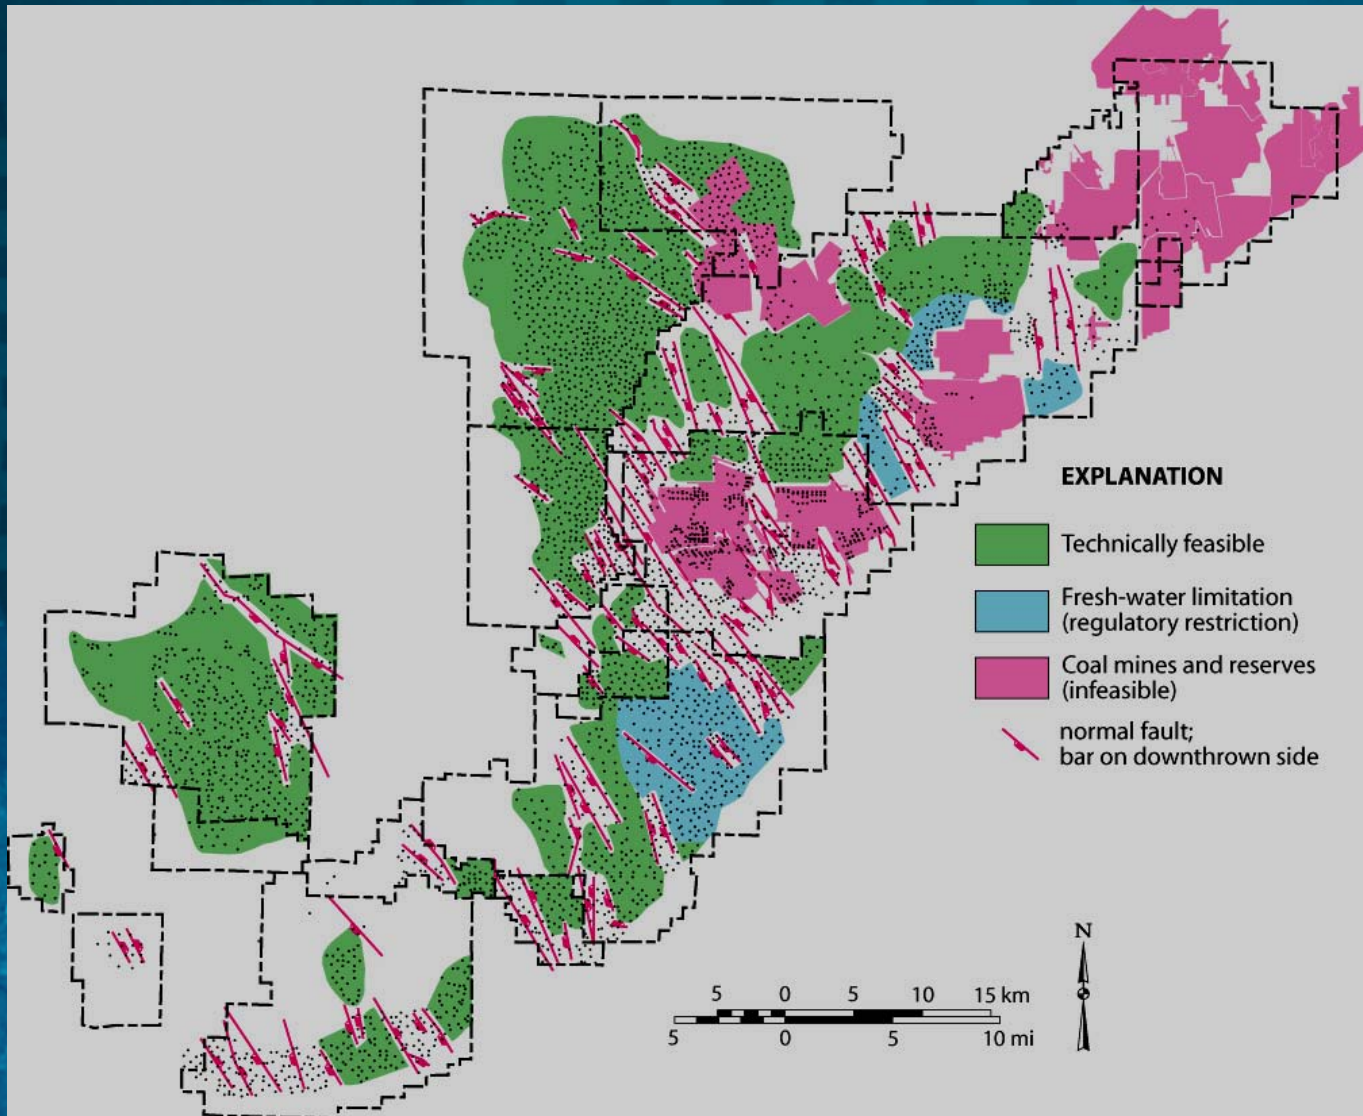 EXPLANATION
Technically feasible
Fresh-water limitation
(regulatory restriction)
Coal mines and reserves
(infeasible)
normal fault;
bar on downthrown side
N
5 0 5 10 15 km
5 0 5 10 mi